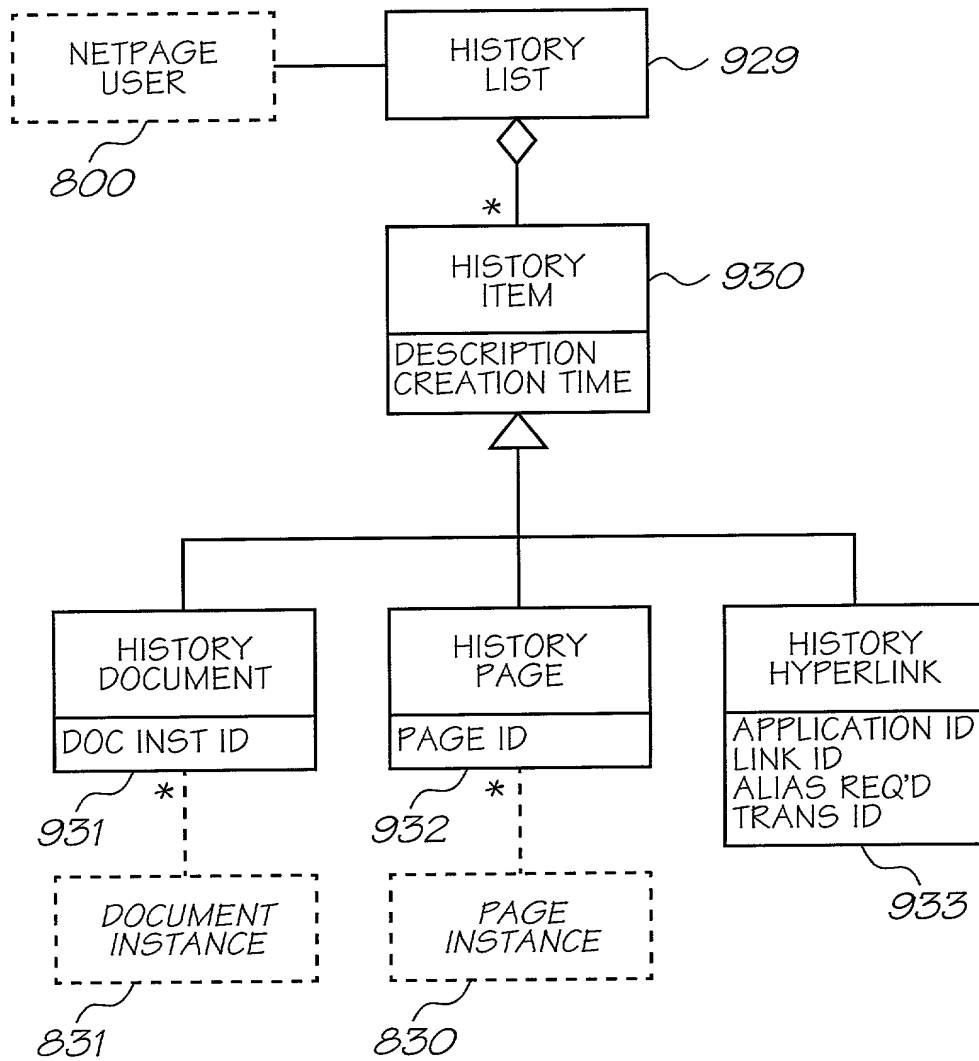 NETPAGE
USER
800
HISTORY
LIST
929
*
HISTORY
ITEM
930
DESCRIPTION
CREATION TIME
HISTORY
DOCUMENT
DOC INST ID
931
*
HISTORY
PAGE
PAGE ID
932
*
HISTORY
HYPERLINK
APPLICATION ID
LINK ID
ALIAS REQ'D
TRANS ID
933
DOCUMENT
INSTANCE
831
PAGE
INSTANCE
830